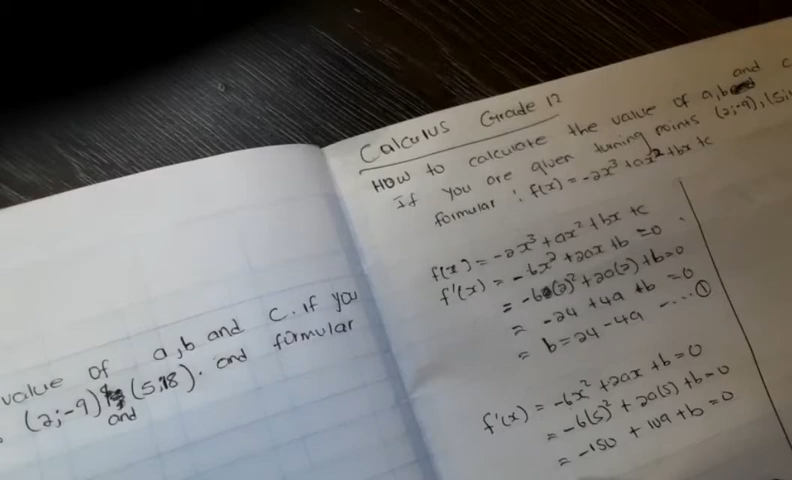 value of a,b and c. if you
(2;-9) (5;18). and formular
and
Calculus Grade 12
How to calculate the value of a,b and c
If you are given turning points (2;-9), (5;
formular : f(x) = -2x³+ax²+bx+c
f(x) = -2x³+ax²+bx+c
f'(x) = -6x²+2ax+b =0
= -6(2)²+2a(2)+b=0
= -24 +4a +b =0
= b=24-4a ----①
f'(x) = -6x²+2ax+b=0
= -6(5)²+2a(5)+b=0
= -150 +10a+b=0